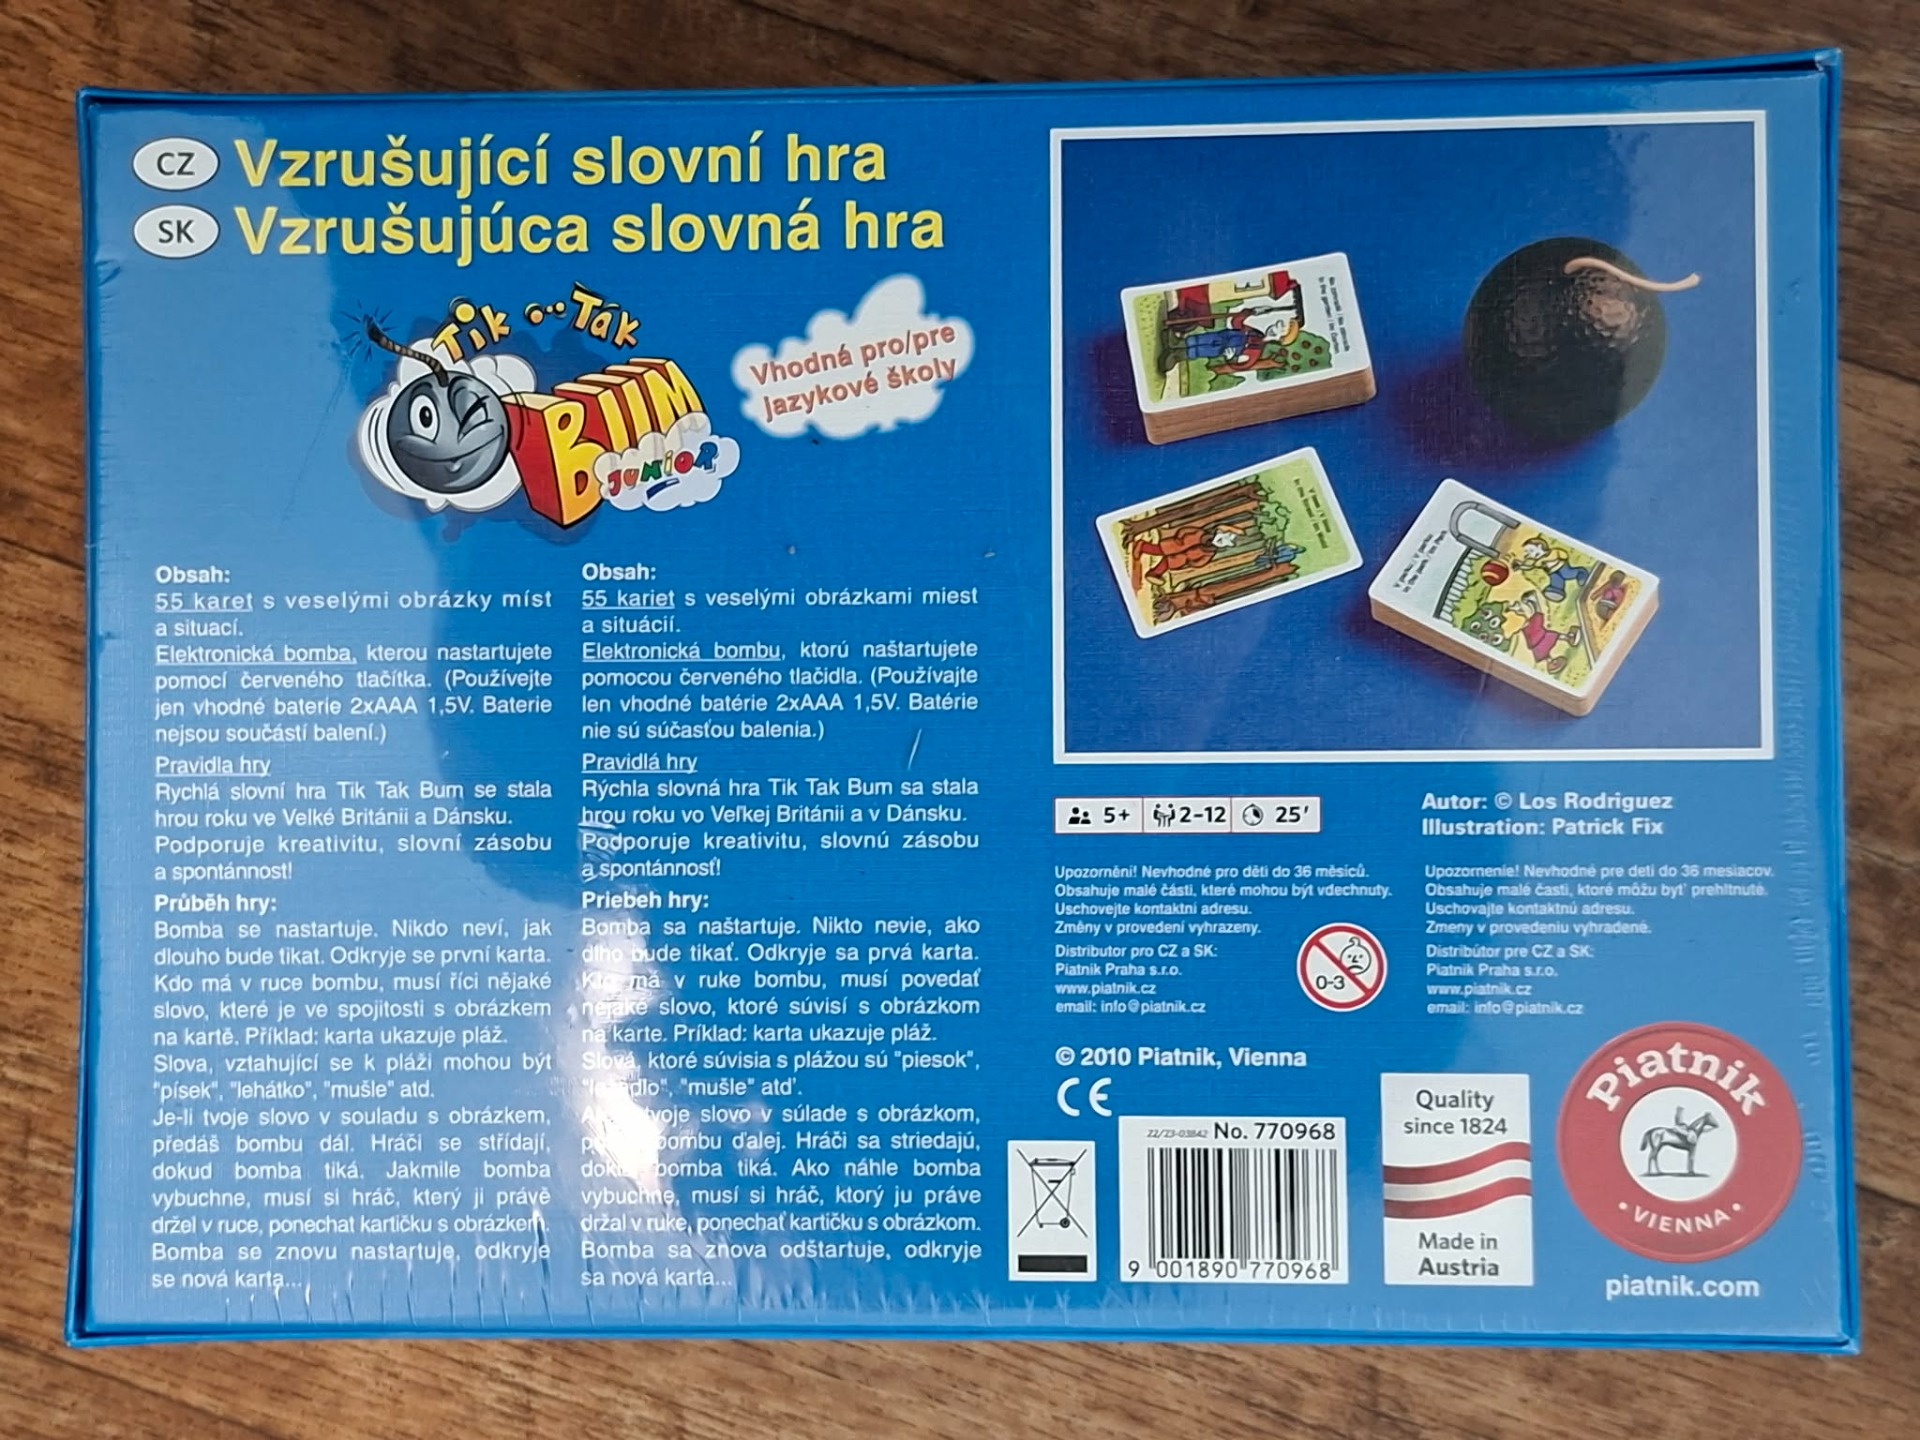 CZ Vzrušující slovní hra
SK Vzrušujúca slovná hra
Tik ... Ták
BUM
JUNIOR
Vhodná pro/pre
jazykové školy
Obsah:
55 karet s veselými obrázky míst
a situací.
Elektronická bomba, kterou nastartujete
pomocí červeného tlačítka. (Používejte
jen vhodné baterie 2xAAA 1,5V. Baterie
nejsou součástí balení.)
Pravidla hry
Rychlá slovní hra Tik Tak Bum se stala
hrou roku ve Velké Británii a Dánsku.
Podporuje kreativitu, slovní zásobu
a spontánnost!
Průběh hry:
Bomba se nastartuje. Nikdo neví, jak
dlouho bude tikat. Odkryje se první karta.
Kdo má v ruce bombu, musí říci nějaké
slovo, které je ve spojitosti s obrázkem
na kartě. Příklad: karta ukazuje pláž.
Slova, vztahující se k pláži mohou být
"písek", "lehátko", "mušle" atd.
Je-li tvoje slovo v souladu s obrázkem,
předáš bombu dál. Hráči se střídají,
dokud bomba tiká. Jakmile bomba
vybuchne, musí si hráč, který ji právě
držel v ruce, ponechat kartičku s obrázkem.
Bomba se znovu nastartuje, odkryje
se nová karta...
Obsah:
55 kariet s veselými obrázkami miest
a situácií.
Elektronická bombu, ktorú naštartujete
pomocou červeného tlačidla. (Používajte
len vhodné batérie 2xAAA 1,5V. Batérie
nie sú súčasťou balenia.)
Pravidlá hry
Rýchla slovná hra Tik Tak Bum sa stala
hrou roku vo Veľkej Británii a v Dánsku.
Podporuje kreativitu, slovnú zásobu
a spontánnosť!
Priebeh hry:
Bomba sa naštartuje. Nikto nevie, ako
dlho bude tikať. Odkryje sa prvá karta.
Kto má v ruke bombu, musí povedať
nejaké slovo, ktoré súvisí s obrázkom
na karte. Príklad: karta ukazuje pláž.
Slová, ktoré súvisia s plážou sú "piesok",
"mušle" atď.
tvoje slovo v súlade s obrázkom,
bombu ďalej. Hráči sa striedajú,
bomba tiká. Ako náhle bomba
vybuchne, musí si hráč, ktorý ju práve
držal v ruke, ponechať kartičku s obrázkom.
Bomba sa znova odštartuje, odkryje
sa nová karta...
5+ 2-12 25'
Autor: © Los Rodriguez
Illustration: Patrick Fix
Upozornění! Nevhodné pro děti do 36 měsíců.
Obsahuje malé části, které mohou být vdechnuty.
Uschovejte kontaktní adresu.
Změny v provedení vyhrazeny.
Distributor pro CZ a SK:
Piatnik Praha s.r.o.
www.piatnik.cz
email: info@piatnik.cz
0-3
Upozornenie! Nevhodné pre deti do 36 mesiacov.
Obsahuje malé časti, ktoré môžu byť prehltnuté.
Uschovajte kontaktnú adresu.
Zmeny v provedeniu vyhradené.
Distribútor pre CZ a SK:
Piatnik Praha s.r.o.
www.piatnik.cz
email: info@piatnik.cz
© 2010 Piatnik, Vienna
CE
22/23-03842 No. 770968
9 001890 770968
Quality
since 1824
Made in
Austria
Piatnik
• VIENNA •
piatnik.com